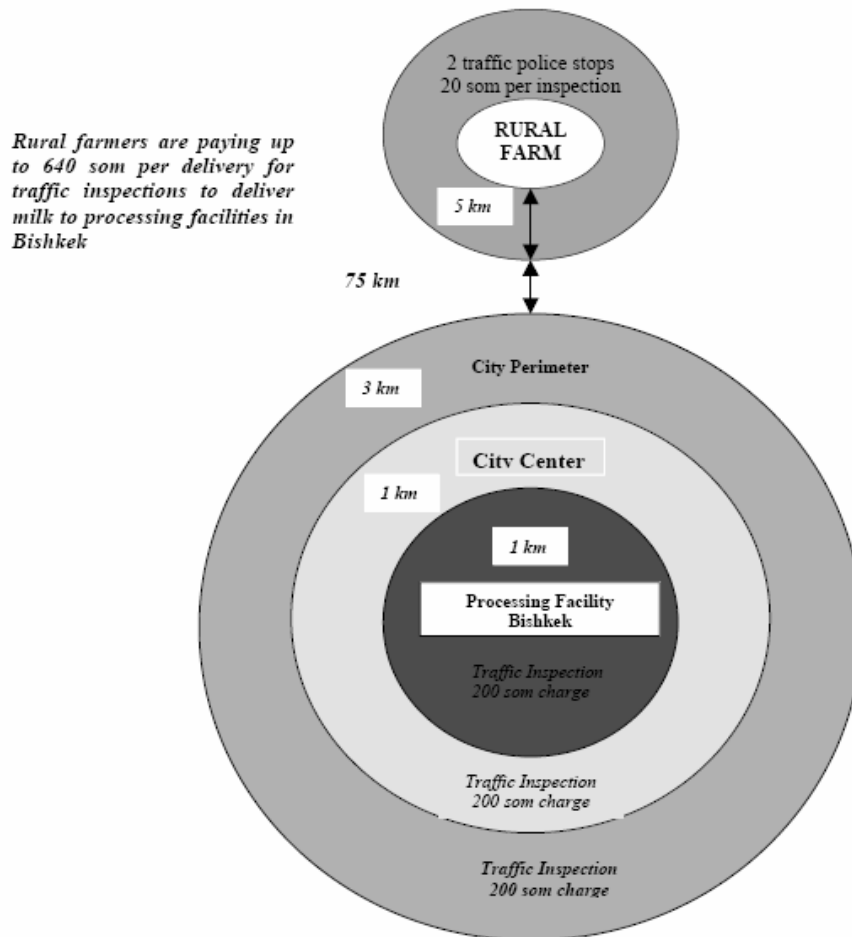 2 traffic police stops
20 som per inspection
RURAL
FARM
Rural farmers are paying up
to 640 som per delivery for
traffic inspections to deliver
milk to processing facilities in
Bishkek
5 km
75 km
City Perimeter
3 km
City Center
1 km
1 km
Processing Facility
Bishkek
Traffic Inspection
200 som charge
Traffic Inspection
200 som charge
Traffic Inspection
200 som charge